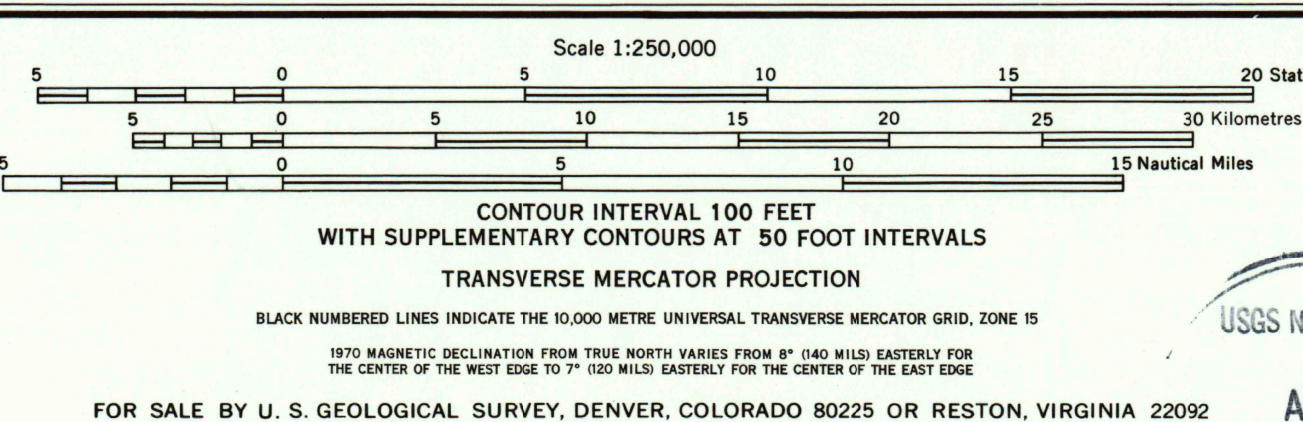 Scale 1:250,000
5 0 5 10 15 20 Stat
5 0 5 10 15 20 25 30 Kilometres
5 0 5 10 15 Nautical Miles
CONTOUR INTERVAL 100 FEET
WITH SUPPLEMENTARY CONTOURS AT 50 FOOT INTERVALS
TRANSVERSE MERCATOR PROJECTION
BLACK NUMBERED LINES INDICATE THE 10,000 METRE UNIVERSAL TRANSVERSE MERCATOR GRID, ZONE 15
1970 MAGNETIC DECLINATION FROM TRUE NORTH VARIES FROM 8° (140 MILS) EASTERLY FOR
THE CENTER OF THE WEST EDGE TO 7° (120 MILS) EASTERLY FOR THE CENTER OF THE EAST EDGE
USGS N
FOR SALE BY U. S. GEOLOGICAL SURVEY, DENVER, COLORADO 80225 OR RESTON, VIRGINIA 22092
A